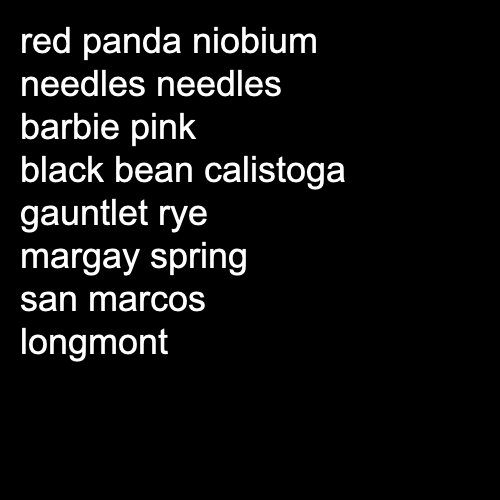 red panda niobium
needles needles
barbie pink
black bean calistoga
gauntlet rye
margay spring
san marcos
longmont